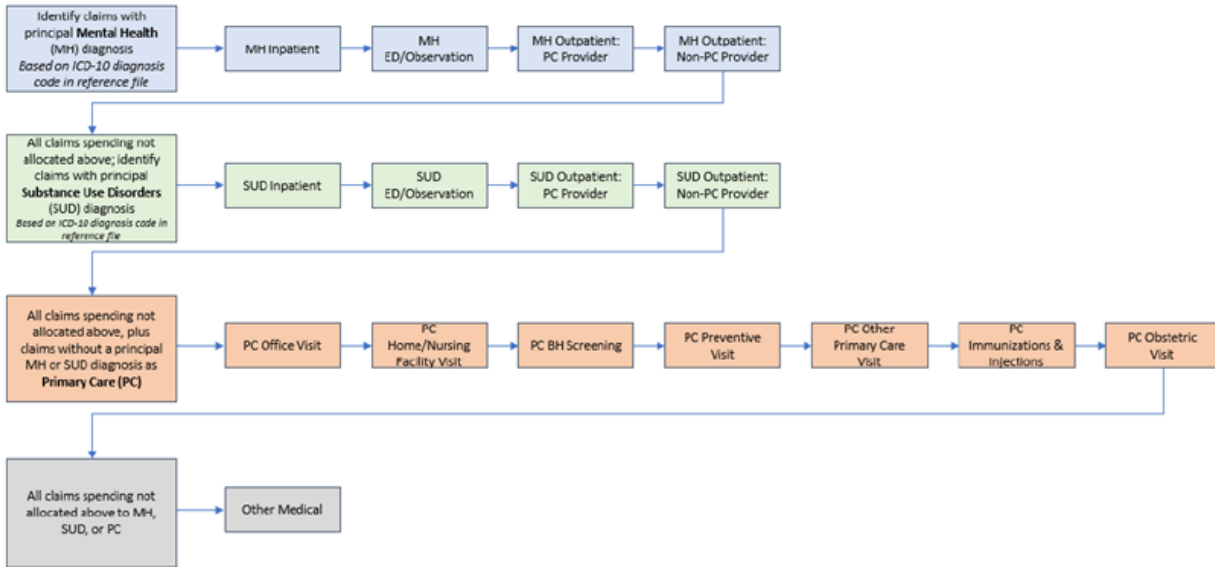 Identify claims with
principal Mental Health
(MH) diagnosis
Based on ICD-10 diagnosis
code in reference file
MH Inpatient
MH
ED/Observation
MH Outpatient:
PC Provider
MH Outpatient:
Non-PC Provider
All claims spending not
allocated above; identify
claims with principal
Substance Use Disorders
(SUD) diagnosis
Based on ICD-10 diagnosis code in
reference file
SUD Inpatient
SUD
ED/Observation
SUD Outpatient:
PC Provider
SUD Outpatient:
Non-PC Provider
All claims spending not
allocated above, plus
claims without a principal
MH or SUD diagnosis as
Primary Care (PC)
PC Office Visit
PC
Home/Nursing
Facility Visit
PC BH Screening
PC Preventive
Visit
PC Other
Primary Care
Visit
PC
Immunizations &
Injections
PC Obstetric
Visit
All claims spending not
allocated above to MH,
SUD, or PC
Other Medical